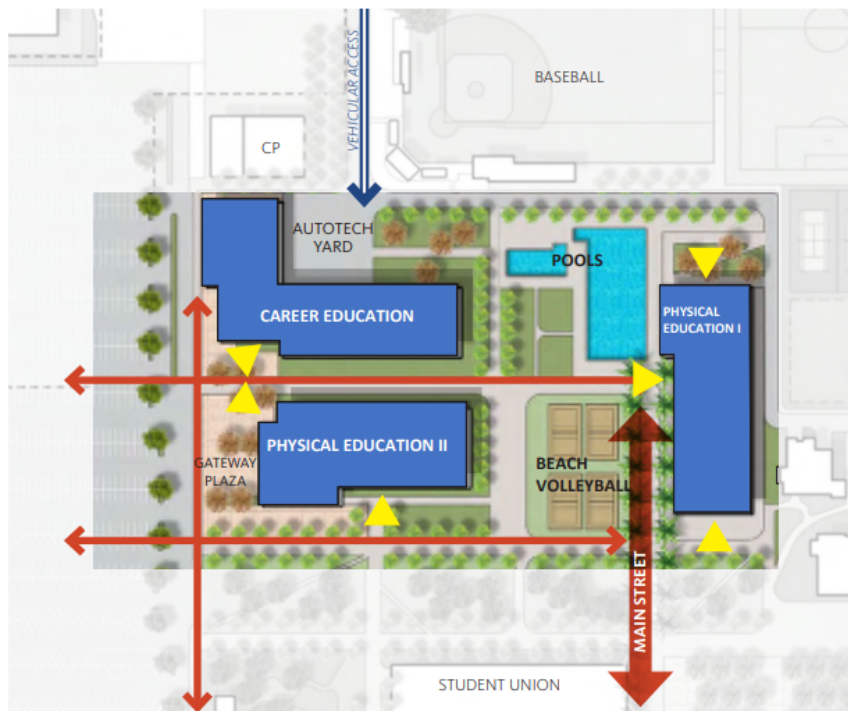 VEHICULAR ACCESS
BASEBALL
CP
AUTOTECH
YARD
POOLS
CAREER EDUCATION
PHYSICAL
EDUCATION I
PHYSICAL EDUCATION II
GATEWAY
PLAZA
BEACH
VOLLEYBALL
MAIN STREET
STUDENT UNION